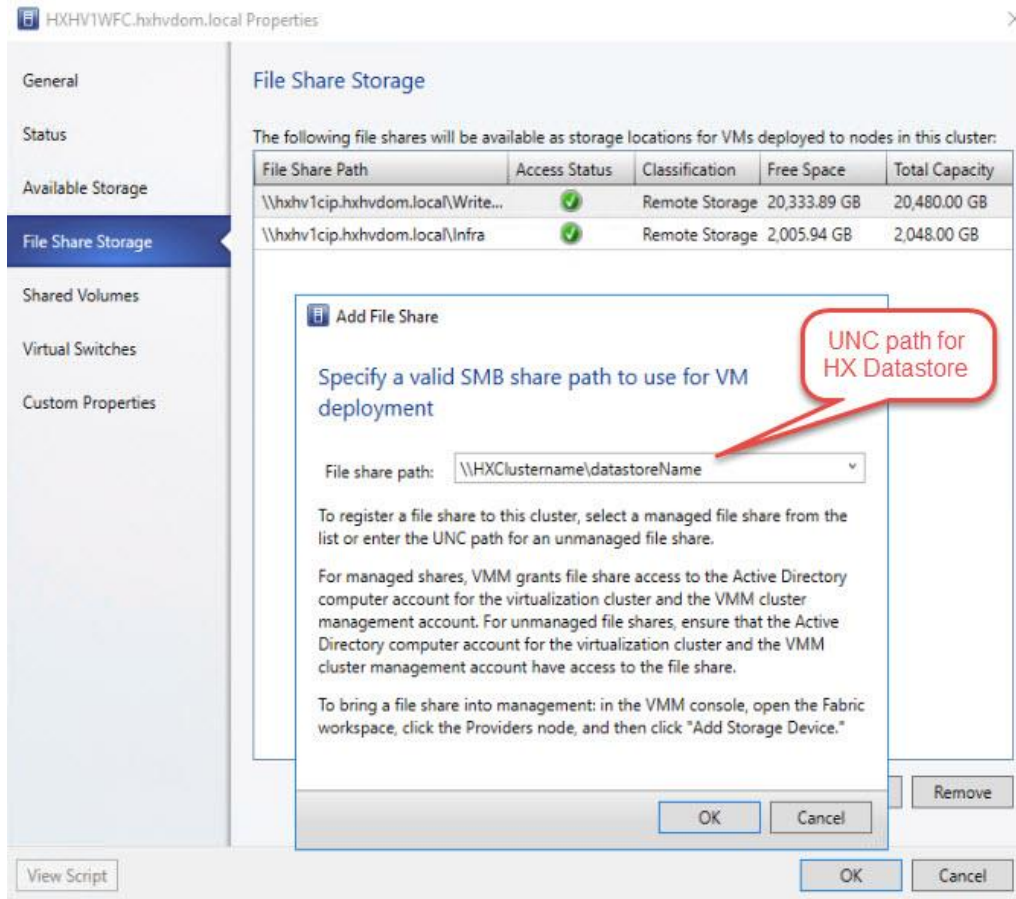 HXHV1WFC.hxhvdom.local Properties
General
Status
Available Storage
File Share Storage
Shared Volumes
Virtual Switches
Custom Properties
File Share Storage
The following file shares will be available as storage locations for VMs deployed to nodes in this cluster:
File Share Path Access Status Classification Free Space Total Capacity
\\hxhv1cip.hxhvdom.local\Write... Remote Storage 20,333.89 GB 20,480.00 GB
\\hxhv1cip.hxhvdom.local\Infra Remote Storage 2,005.94 GB 2,048.00 GB
Add File Share
UNC path for
HX Datastore
Specify a valid SMB share path to use for VM
deployment
File share path: \\HXClustername\datastoreName
To register a file share to this cluster, select a managed file share from the
list or enter the UNC path for an unmanaged file share.
For managed shares, VMM grants file share access to the Active Directory
computer account for the virtualization cluster and the VMM cluster
management account. For unmanaged file shares, ensure that the Active
Directory computer account for the virtualization cluster and the VMM
cluster management account have access to the file share.
To bring a file share into management: in the VMM console, open the Fabric
workspace, click the Providers node, and then click "Add Storage Device."
OK Cancel
Remove
View Script
OK Cancel